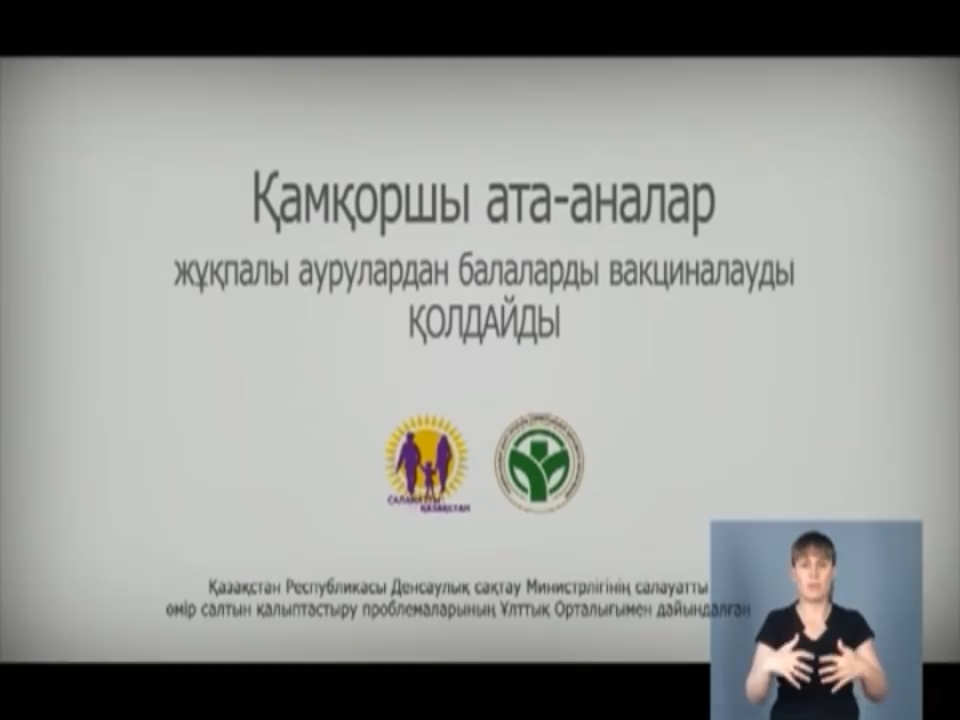 Қамқоршы ата-аналар
жұқпалы аурулардан балаларды вакциналауды
ҚОЛДАЙДЫ
САЛАМАТТЫ
ҚАЗАҚСТАН
Қазақстан Республикасы Денсаулық сақтау Министрлігінің салауатты
өмір салтын қалыптастыру проблемаларының Ұлттық Орталығымен дайындалған